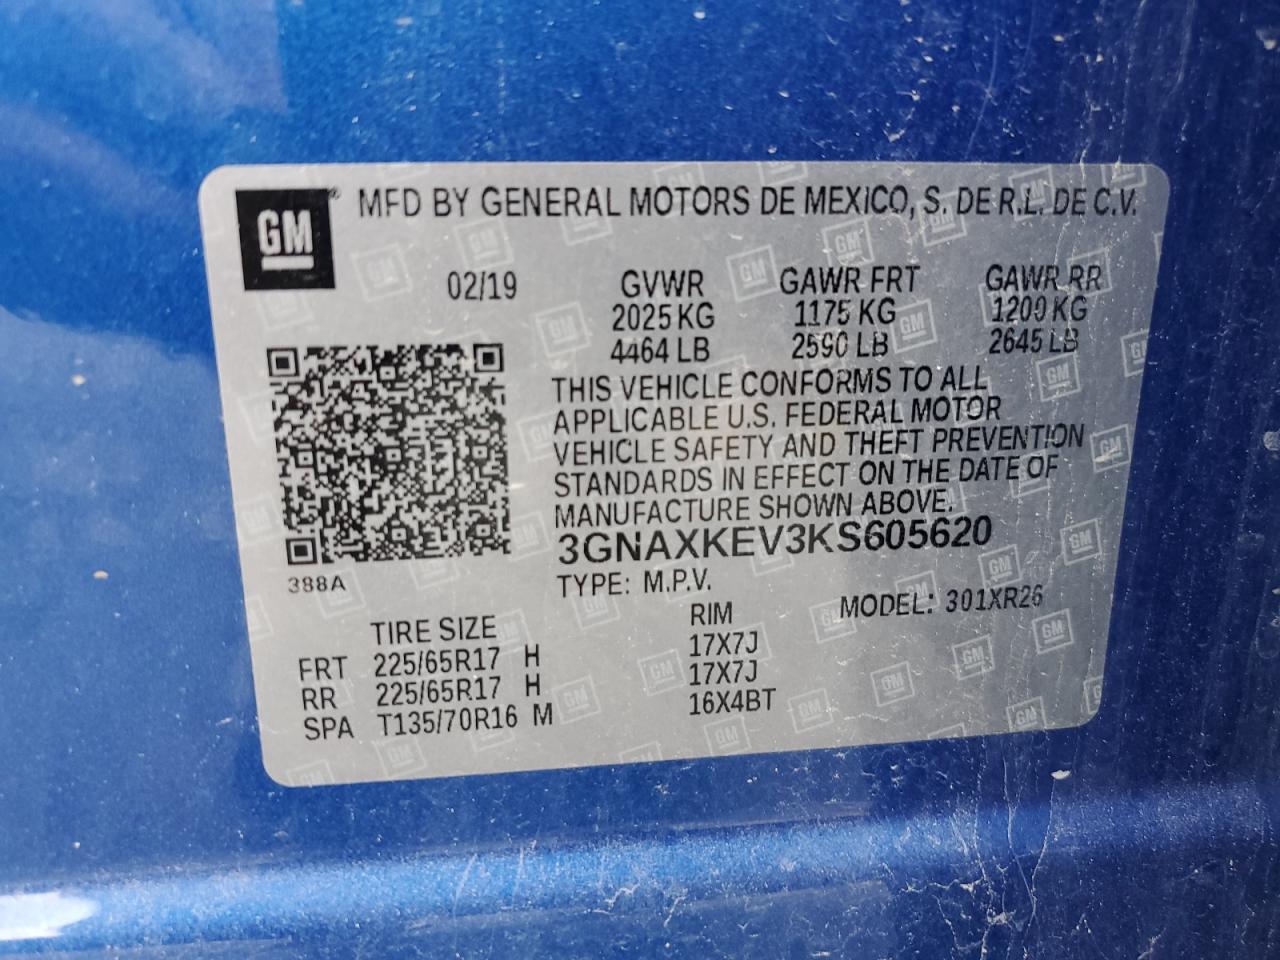 GM® MFD BY GENERAL MOTORS DE MEXICO, S. DE R.L. DE C.V.
02/19 GVWR GAWR FRT GAWR RR
2025 KG 1175 KG 1200 KG
4464 LB 2590 LB 2645 LB
THIS VEHICLE CONFORMS TO ALL
APPLICABLE U.S. FEDERAL MOTOR
VEHICLE SAFETY AND THEFT PREVENTION
STANDARDS IN EFFECT ON THE DATE OF
MANUFACTURE SHOWN ABOVE.
3GNAXKEV3KS605620
388A
TYPE: M.P.V.
MODEL: 301XR26
TIRE SIZE RIM
FRT 225/65R17 H 17X7J
RR 225/65R17 H 17X7J
SPA T135/70R16 M 16X4BT